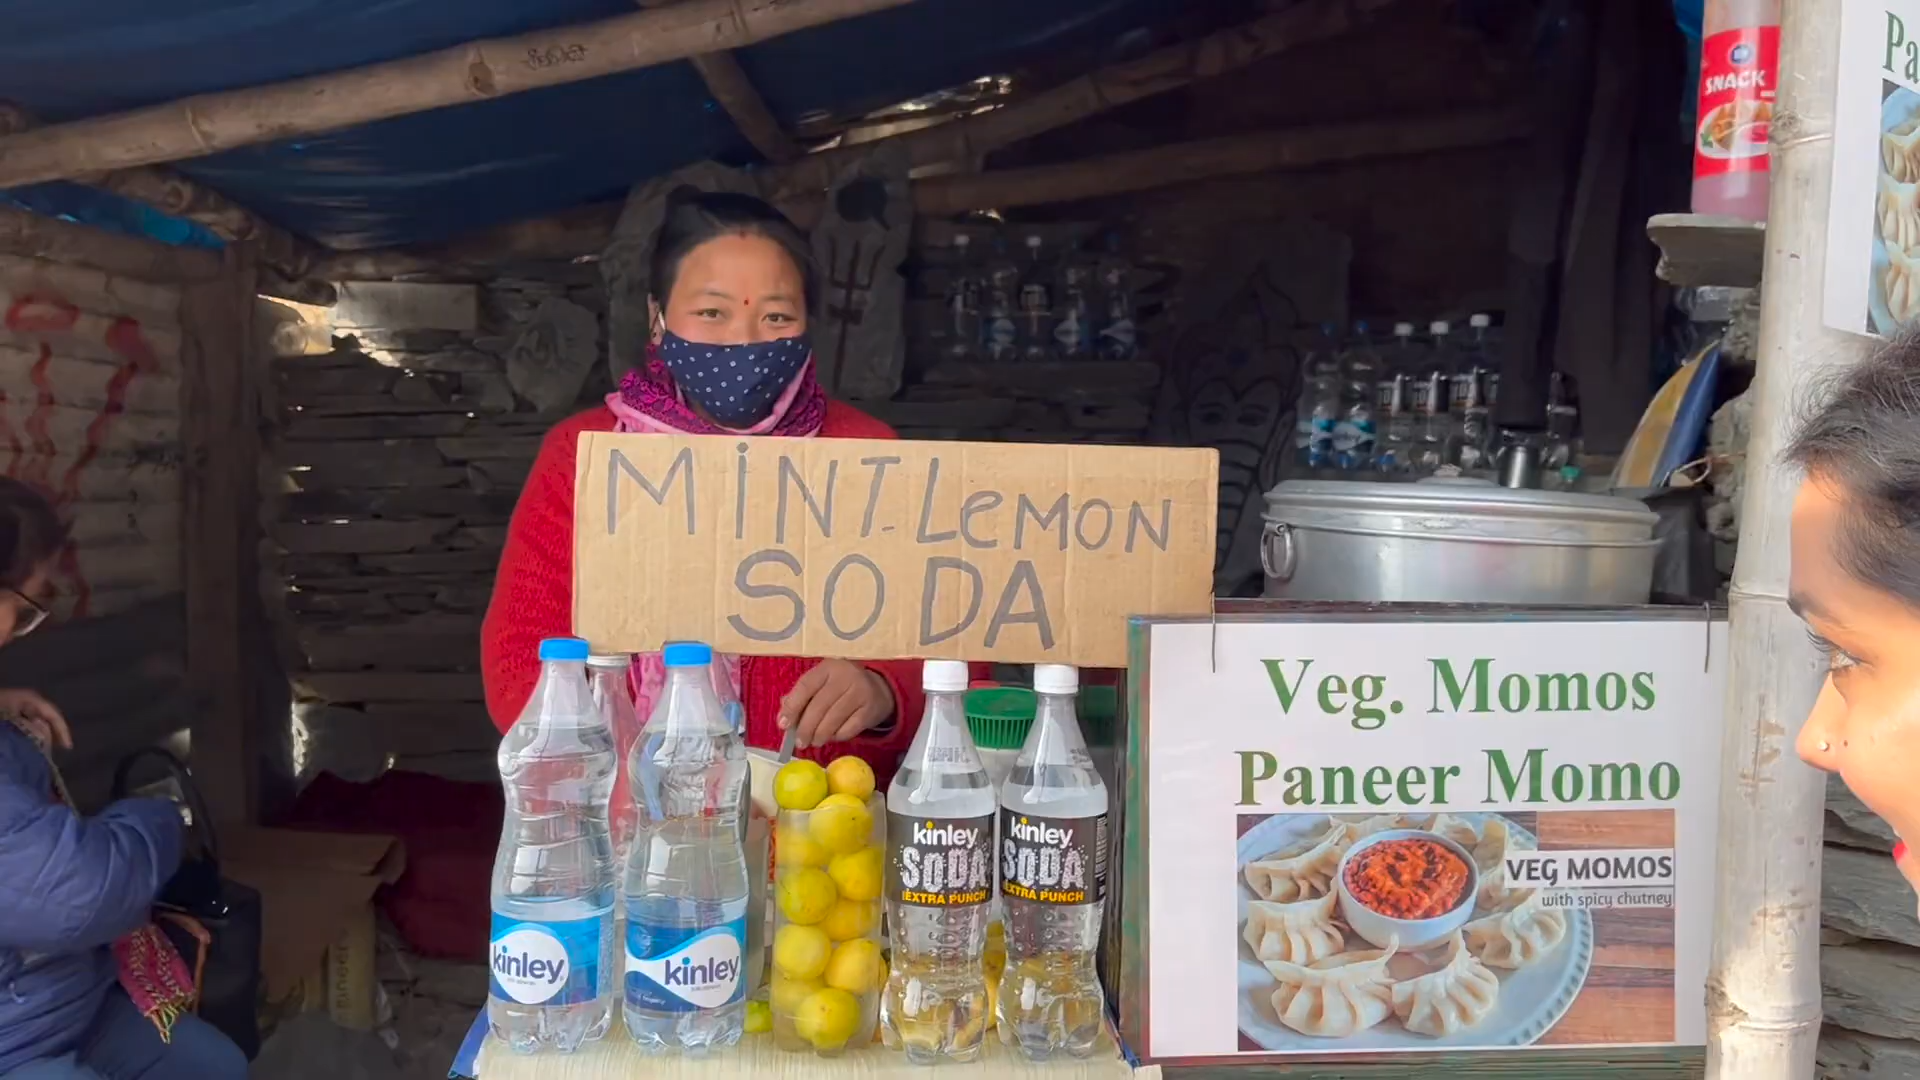 SNACK
Pa
MiNT-LeMON
SODA
Veg. Momos
Paneer Momo
VEG MOMOS
with spicy chutney
kinley
kinley
kinley
SODA
EXTRA PUNCH
kinley
SODA
EXTRA PUNCH